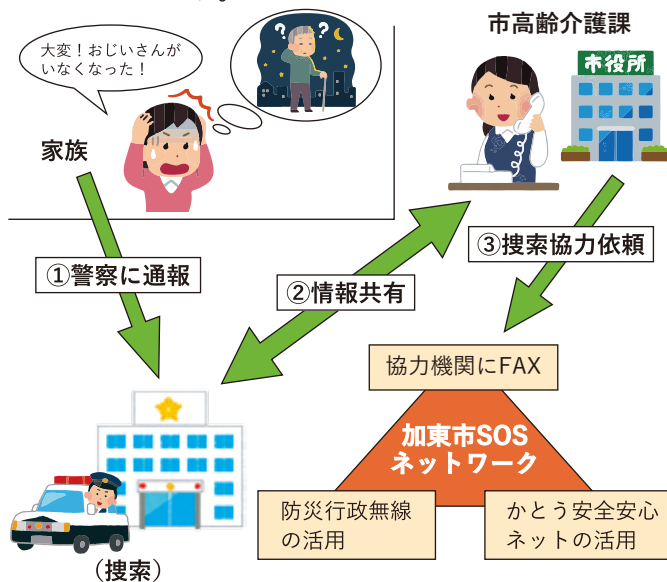 大変！おじいさんが
いなくなった！
?
?
市高齢介護課
市役所
家族
①警察に通報
②情報共有
③捜索協力依頼
協力機関にFAX
加東市SOS
ネットワーク
防災行政無線
の活用
かとう安全安心
ネットの活用
（捜索）